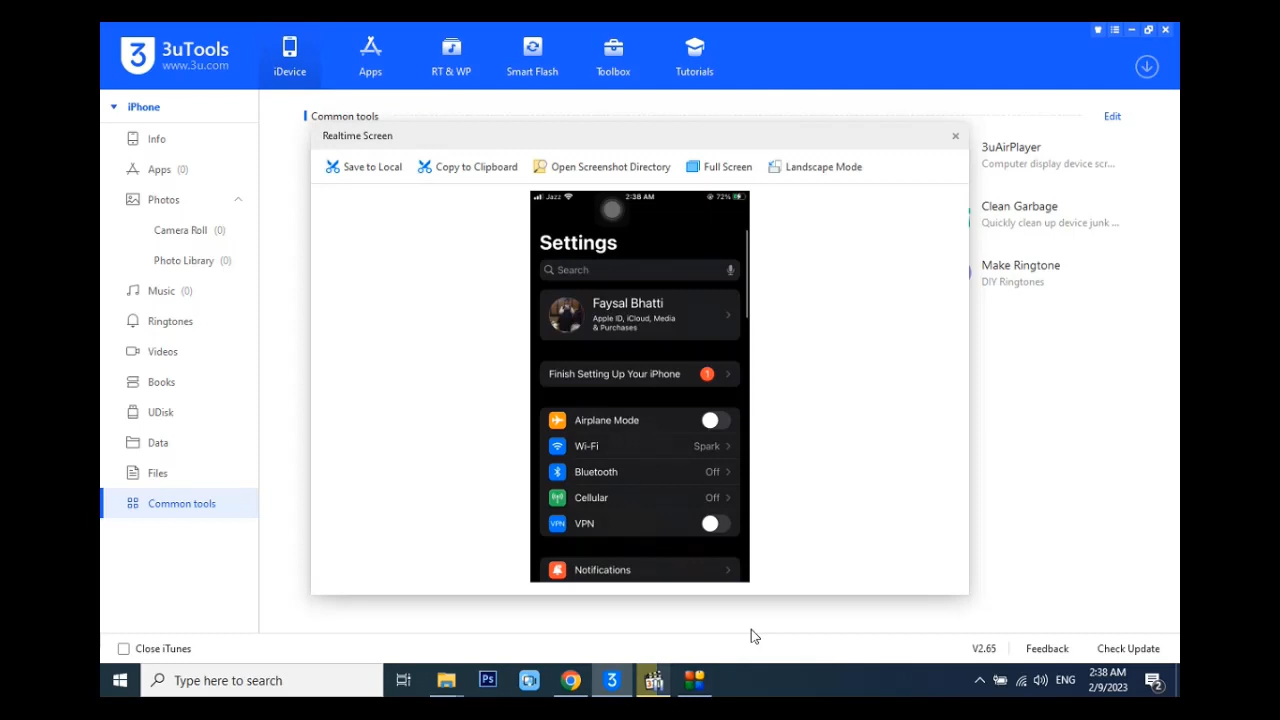 3uTools
www.3u.com
iDevice
Apps
RT & WP
Smart Flash
Toolbox
Tutorials
iPhone
Info
Apps (0)
Photos
Camera Roll (0)
Photo Library (0)
Music (0)
Ringtones
Videos
Books
UDisk
Data
Files
Common tools
Common tools
Edit
Realtime Screen
Save to Local
Copy to Clipboard
Open Screenshot Directory
Full Screen
Landscape Mode
Jazz 2:38 AM 72%
Settings
Search
Faysal Bhatti
Apple ID, iCloud, Media
& Purchases
Finish Setting Up Your iPhone 1
Airplane Mode
Wi-Fi Spark
Bluetooth Off
Cellular Off
VPN VPN
Notifications
3uAirPlayer
Computer display device scr...
Clean Garbage
Quickly clean up device junk ...
Make Ringtone
DIY Ringtones
Close iTunes
V2.65 Feedback Check Update
Type here to search
Ps
3
ENG
2:38 AM
2/9/2023
2